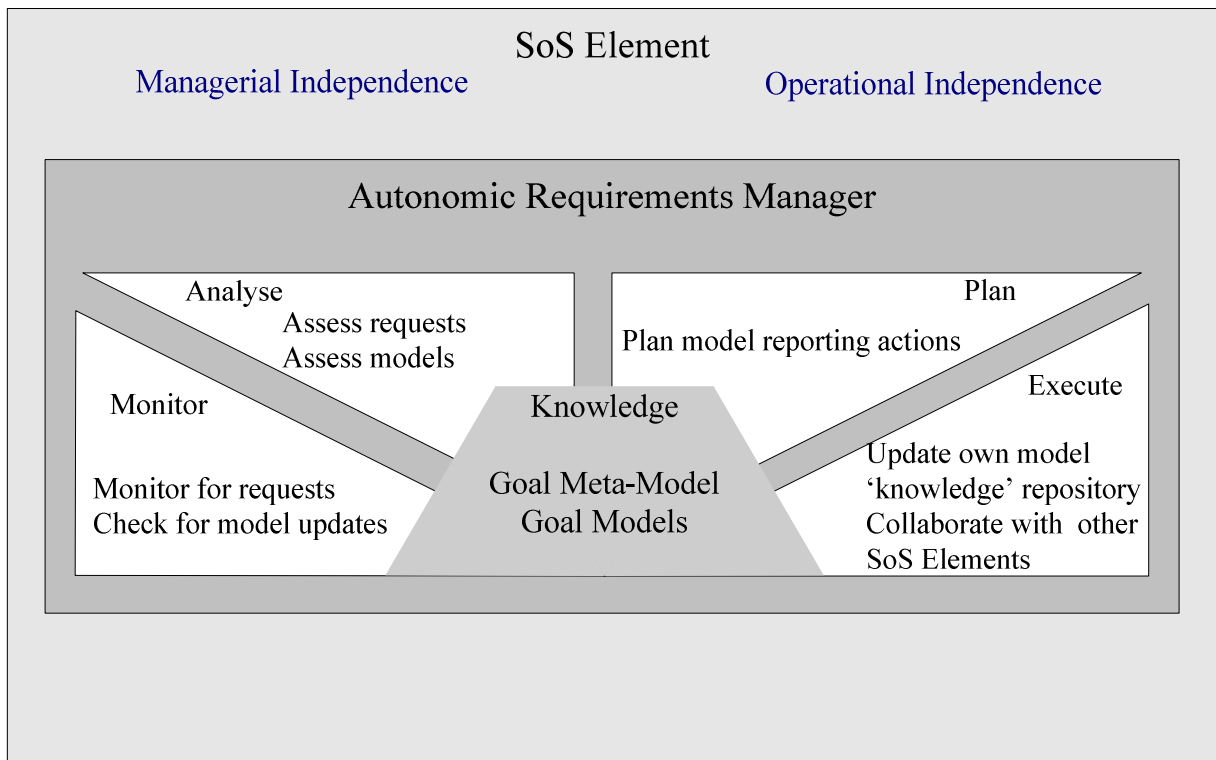 SoS Element
Managerial Independence
Operational Independence
Autonomic Requirements Manager
Analyse
Assess requests
Assess models
Plan
Plan model reporting actions
Monitor
Monitor for requests
Check for model updates
Knowledge
Goal Meta-Model
Goal Models
Execute
Update own model
‘knowledge’ repository
Collaborate with other
SoS Elements